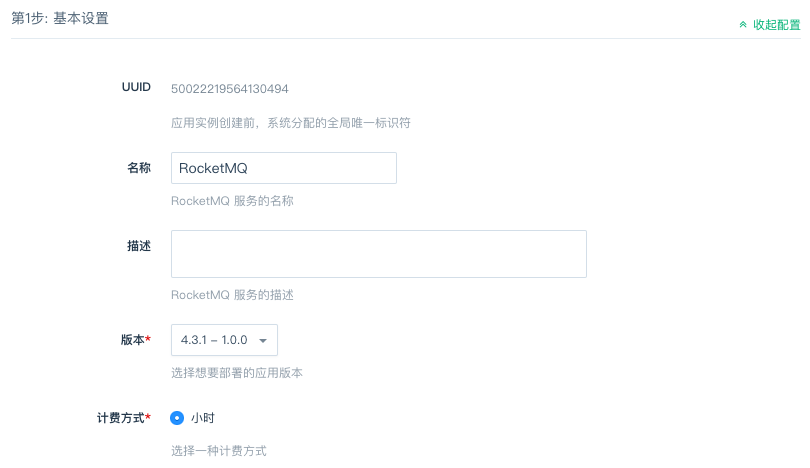 第1步: 基本设置
收起配置
UUID 50022219564130494
应用实例创建前，系统分配的全局唯一标识符
名称 RocketMQ
RocketMQ 服务的名称
描述
RocketMQ 服务的描述
版本* 4.3.1 – 1.0.0
选择想要部署的应用版本
计费方式* 小时
选择一种计费方式